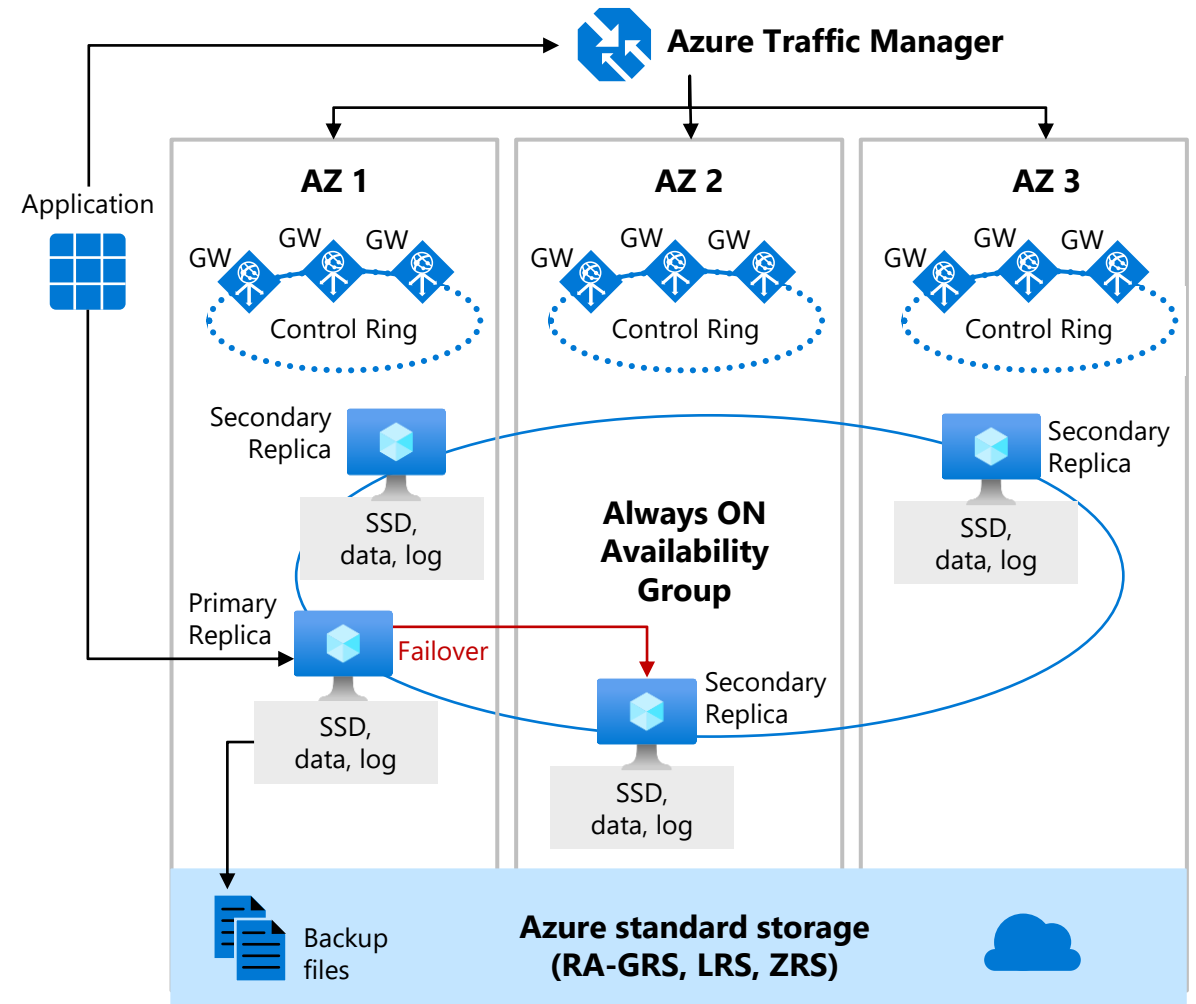 Azure Traffic Manager
Application
AZ 1
GW
GW
GW
Control Ring
AZ 2
GW
GW
GW
Control Ring
AZ 3
GW
GW
GW
Control Ring
Secondary
Replica
SSD,
data, log
Always ON
Availability
Group
Secondary
Replica
SSD,
data, log
Primary
Replica
Failover
SSD,
data, log
Secondary
Replica
SSD,
data, log
Backup
files
Azure standard storage
(RA-GRS, LRS, ZRS)